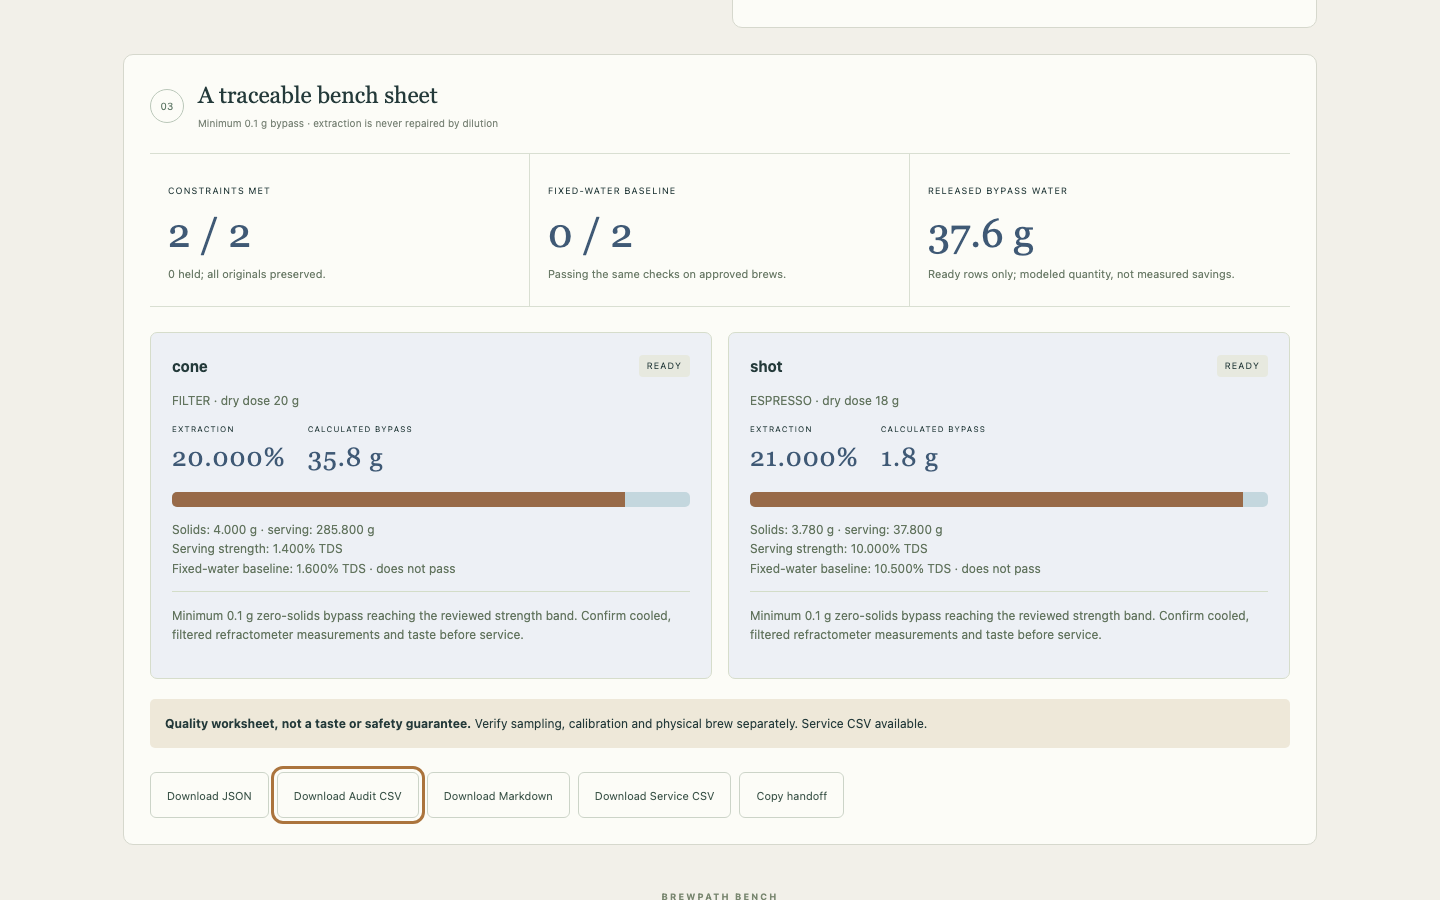 03
A traceable bench sheet
Minimum 0.1 g bypass · extraction is never repaired by dilution
CONSTRAINTS MET
2 / 2
0 held; all originals preserved.
FIXED-WATER BASELINE
0 / 2
Passing the same checks on approved brews.
RELEASED BYPASS WATER
37.6 g
Ready rows only; modeled quantity, not measured savings.
cone
READY
FILTER · dry dose 20 g
EXTRACTION
20.000%
CALCULATED BYPASS
35.8 g
Solids: 4.000 g · serving: 285.800 g
Serving strength: 1.400% TDS
Fixed-water baseline: 1.600% TDS · does not pass
Minimum 0.1 g zero-solids bypass reaching the reviewed strength band. Confirm cooled,
filtered refractometer measurements and taste before service.
shot
READY
ESPRESSO · dry dose 18 g
EXTRACTION
21.000%
CALCULATED BYPASS
1.8 g
Solids: 3.780 g · serving: 37.800 g
Serving strength: 10.000% TDS
Fixed-water baseline: 10.500% TDS · does not pass
Minimum 0.1 g zero-solids bypass reaching the reviewed strength band. Confirm cooled,
filtered refractometer measurements and taste before service.
Quality worksheet, not a taste or safety guarantee. Verify sampling, calibration and physical brew separately. Service CSV available.
Download JSON
Download Audit CSV
Download Markdown
Download Service CSV
Copy handoff
BREWPATH BENCH